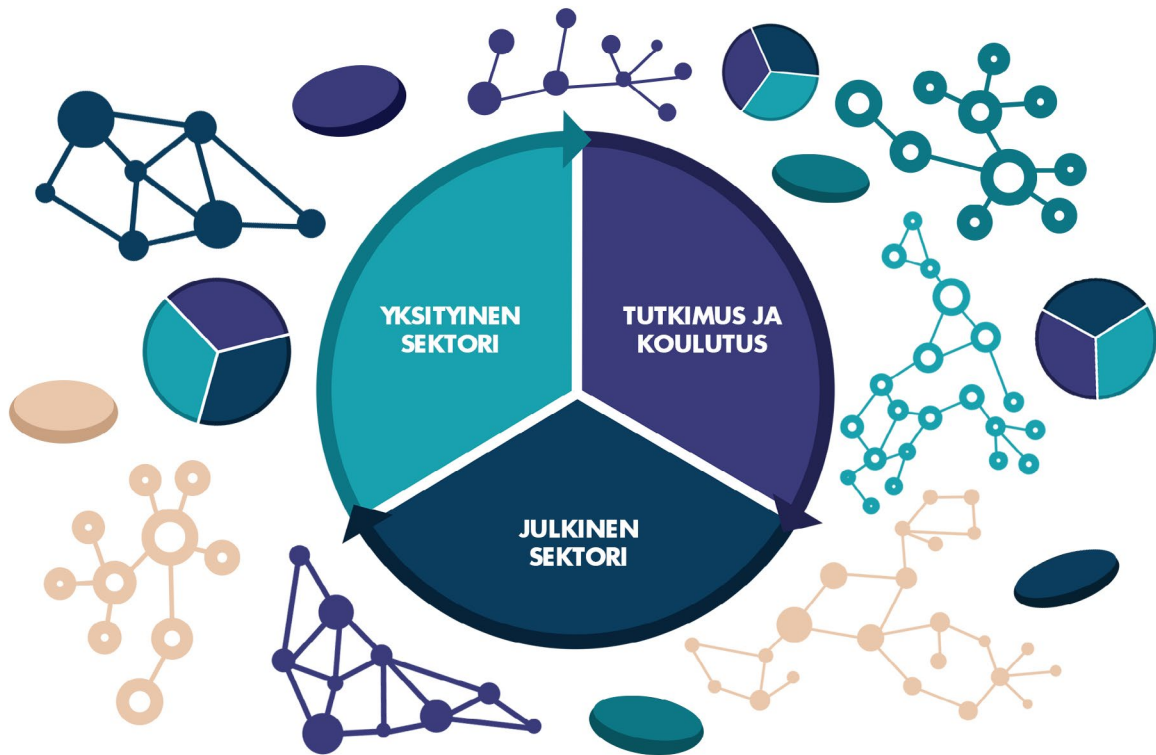 YKSITYINEN
SEKTORI
TUTKIMUS JA
KOULUTUS
JULKINEN
SEKTORI